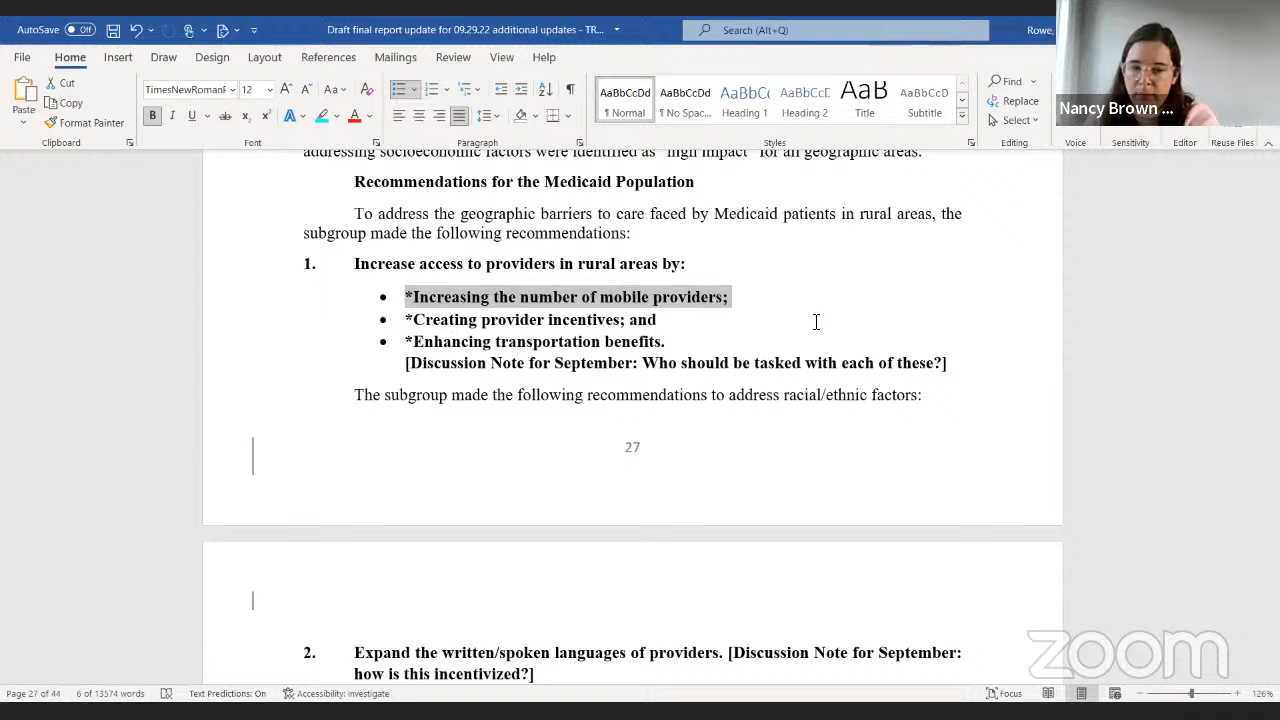 AutoSave Off Draft final report update for 09.29.22 additional updates - TR... Search (Alt+Q) Rowe,
File Home Insert Draw Design Layout References Mailings Review View Help
Paste Cut Copy Format Painter Clipboard
TimesNewRomanF 12 Font
Paragraph
AaBbCcDd ¶ Normal AaBbCcDd ¶ No Spac... AaBbCc Heading 1 AaBbCcC Heading 2 AaB Title AaBbCcD Subtitle Styles
Find Replace Select Editing
Voice Sensitivity Editor Reuse Files
Nancy Brown ...
addressing socioeconomic factors were identified as "high impact" for all geographic areas.
Recommendations for the Medicaid Population
To address the geographic barriers to care faced by Medicaid patients in rural areas, the
subgroup made the following recommendations:
1. Increase access to providers in rural areas by:
• *Increasing the number of mobile providers;
• *Creating provider incentives; and
• *Enhancing transportation benefits.
[Discussion Note for September: Who should be tasked with each of these?]
The subgroup made the following recommendations to address racial/ethnic factors:
27
2. Expand the written/spoken languages of providers. [Discussion Note for September:
how is this incentivized?]
zoom
Page 27 of 44 6 of 13574 words Text Predictions: On Accessibility: Investigate Focus 126%